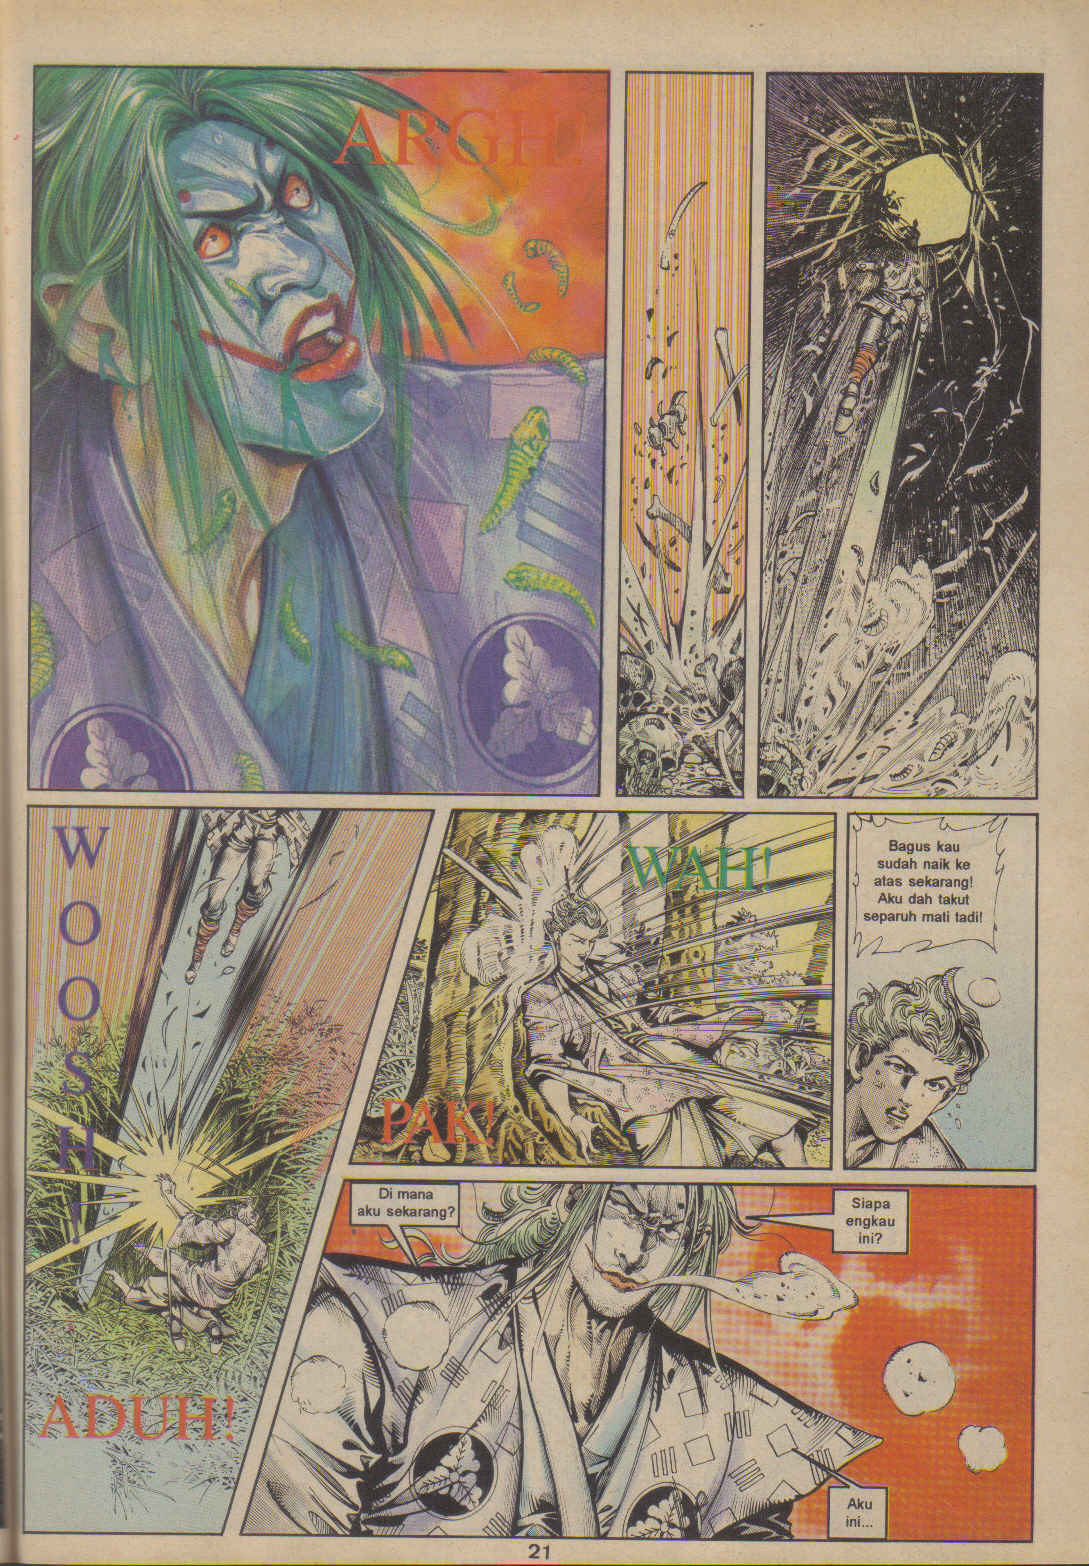 ARGH!
W
O
O
S
H
!
ADUH!
WAH!
PAK!
Bagus kau
sudah naik ke
atas sekarang!
Aku dah takut
separuh mati tadi!
Di mana
aku sekarang?
Siapa
engkau
ini?
Aku
ini...
21